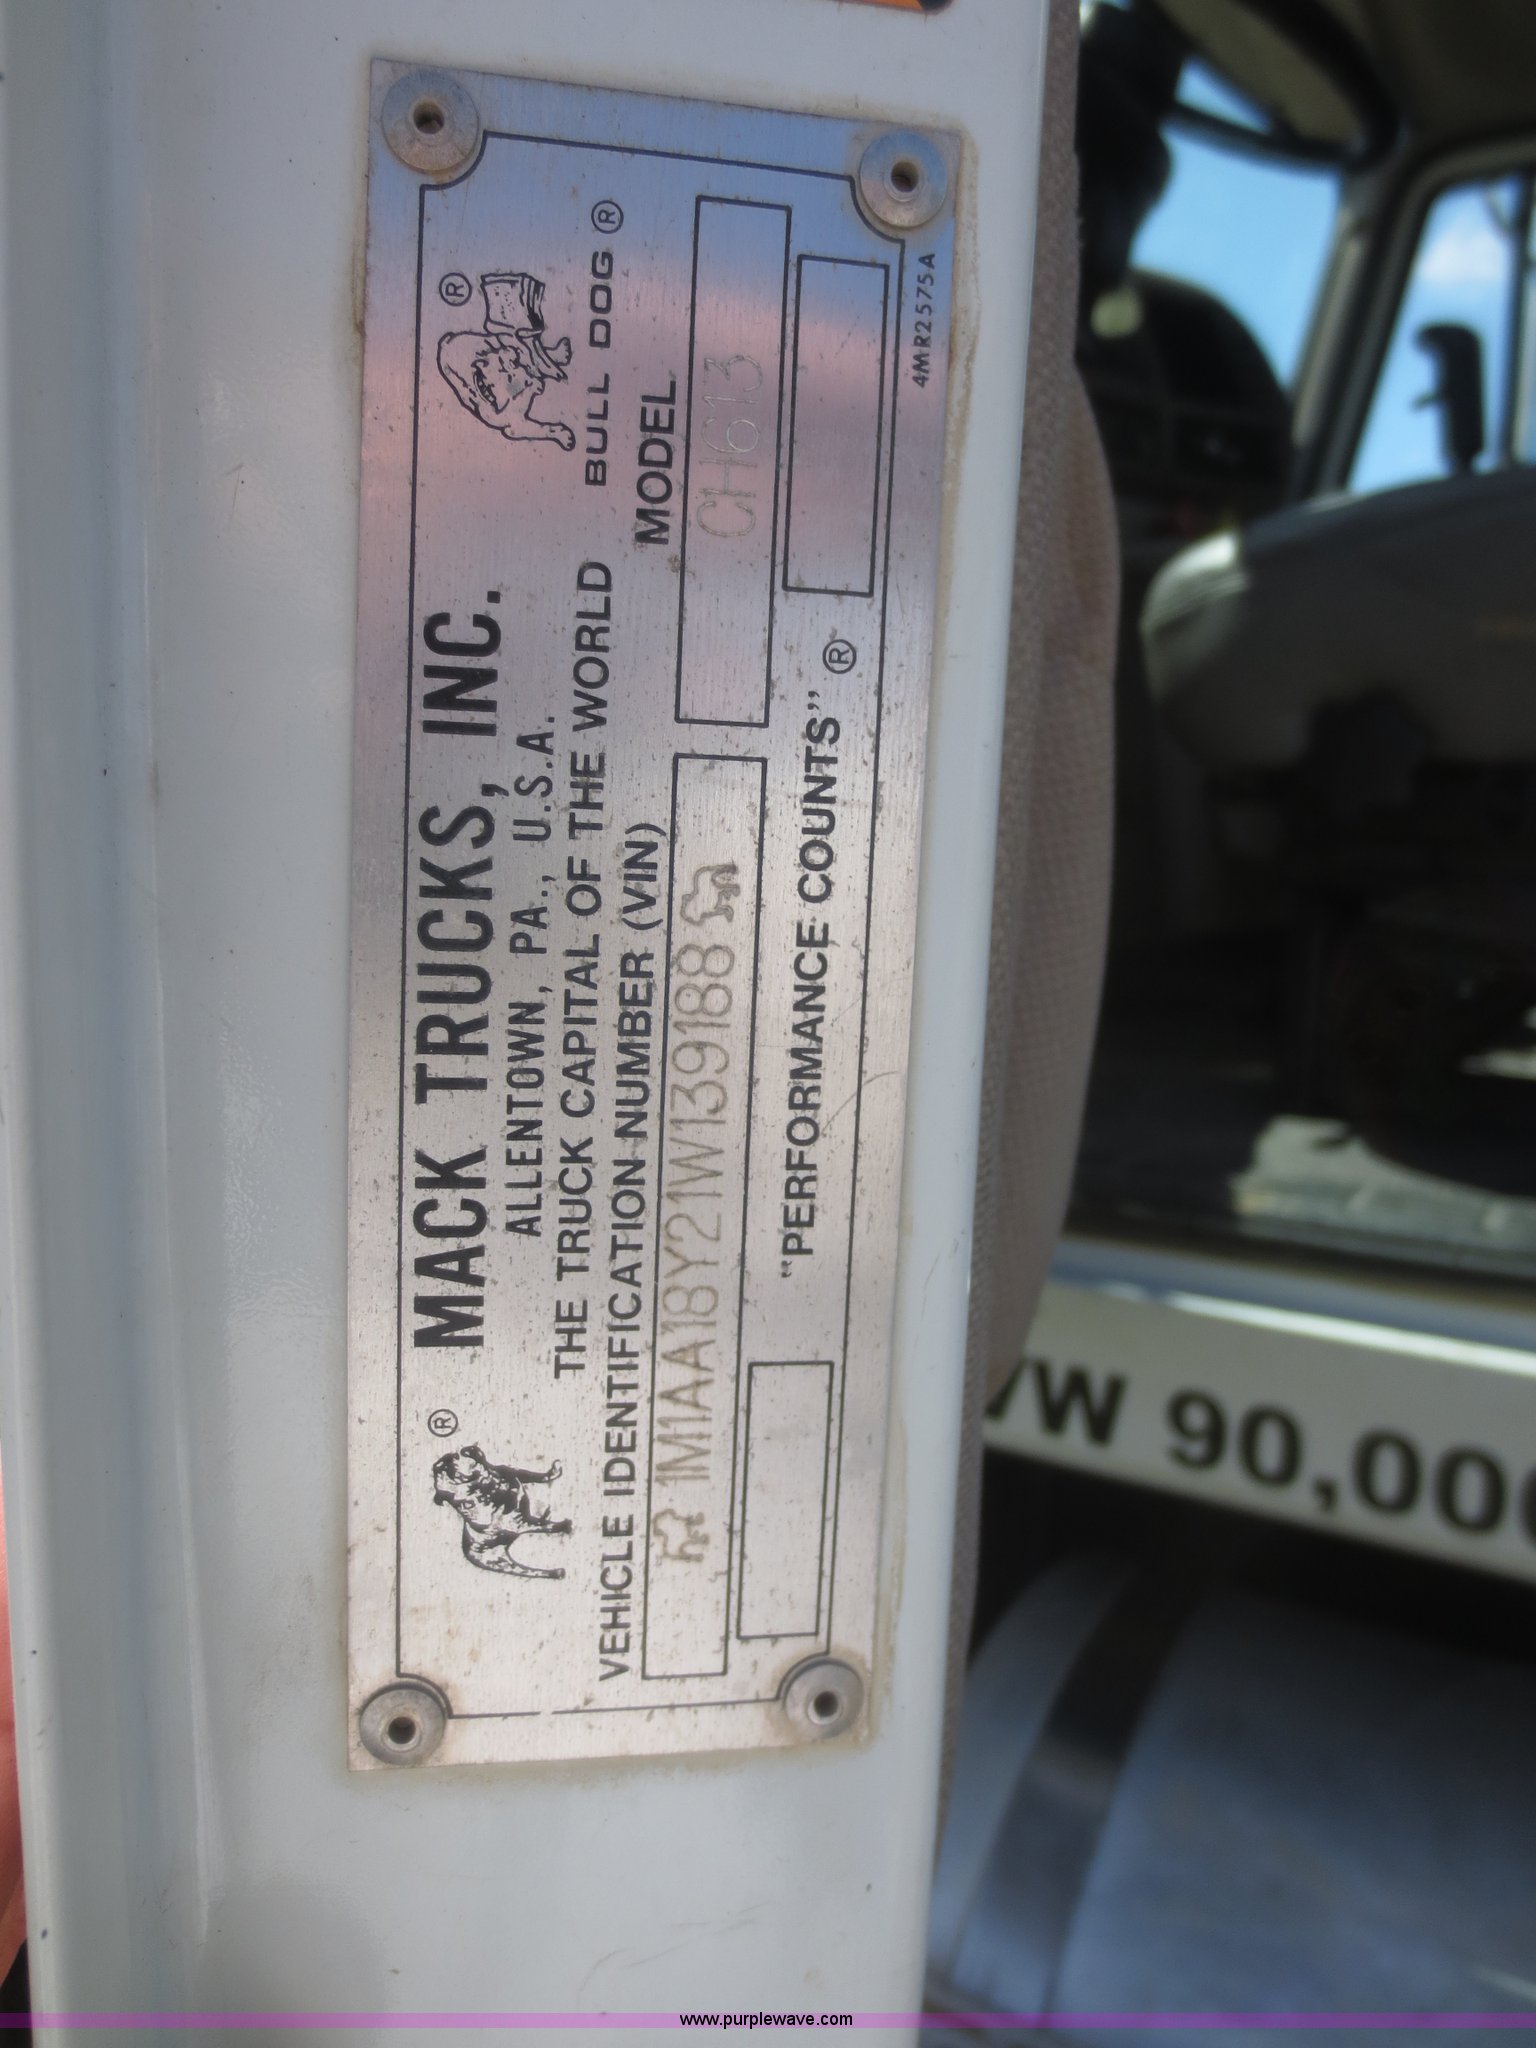 MACK TRUCKS, INC.
ALLENTOWN, PA., U.S.A.
THE TRUCK CAPITAL OF THE WORLD
BULL DOG ®
VEHICLE IDENTIFICATION NUMBER (VIN)
MODEL
1M1AA18Y21W139188
CH613
"PERFORMANCE COUNTS" ®
4MR2575A
®
®
VW 90,000
www.purplewave.com